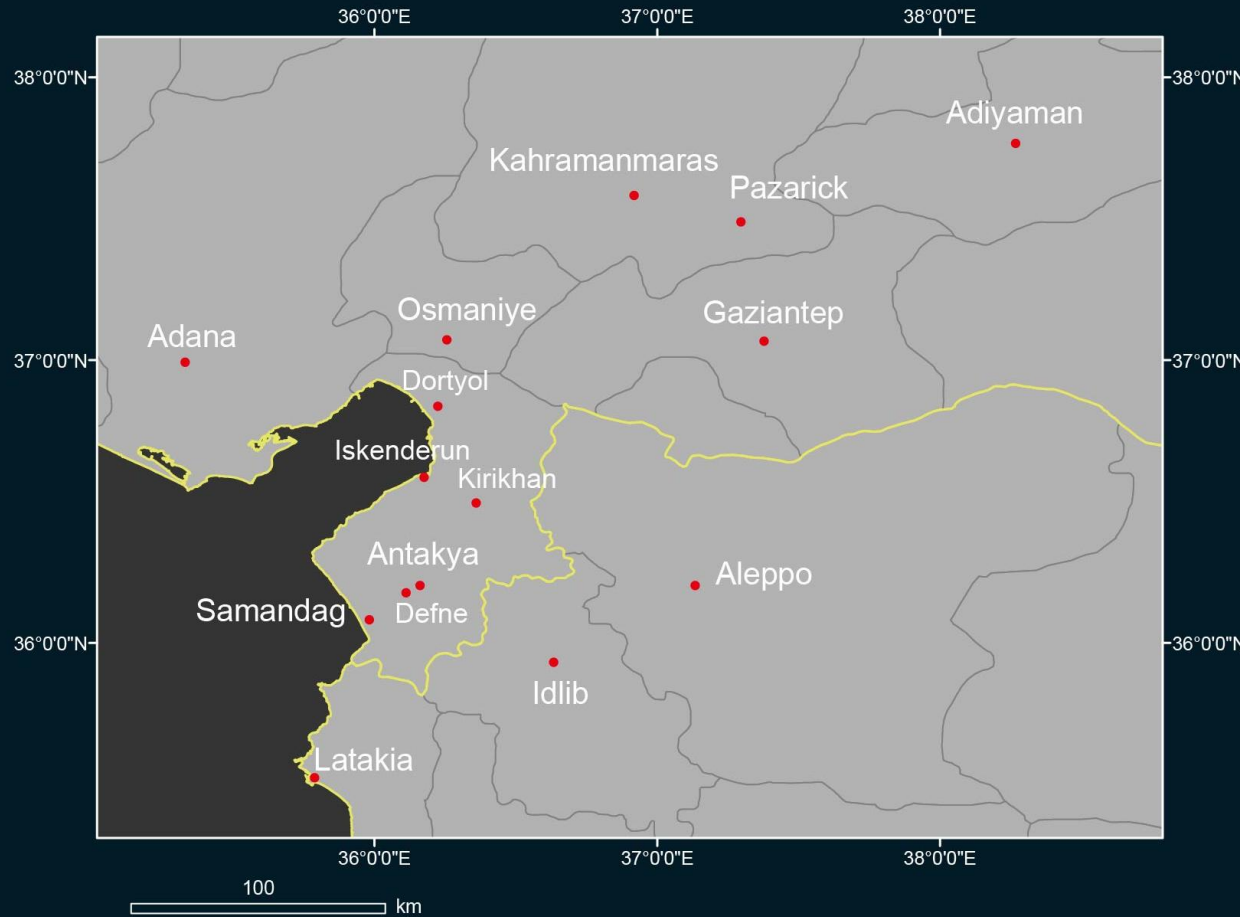 36°0'0"E
37°0'0"E
38°0'0"E
38°0'0"N
38°0'0"N
Adiyaman
Kahramanmaras
Pazarick
Osmaniye
Gaziantep
Adana
37°0'0"N
37°0'0"N
Dortyol
Iskenderun
Kirikhan
Antakya
Aleppo
Samandag
Defne
36°0'0"N
36°0'0"N
Idlib
Latakia
36°0'0"E
37°0'0"E
38°0'0"E
100
km